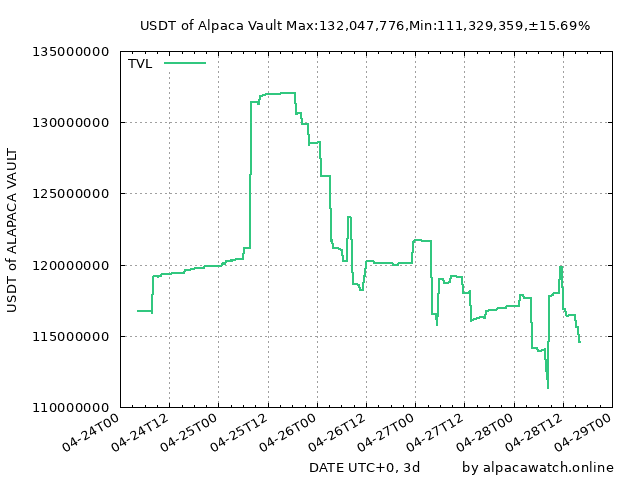 USDT of Alpaca Vault Max:132,047,776,Min:111,329,359,±15.69%
TVL
USDT of ALAPACA VAULT
135000000
130000000
125000000
120000000
115000000
110000000
04-24T00
04-24T12
04-25T00
04-25T12
04-26T00
04-26T12
04-27T00
04-27T12
04-28T00
04-28T12
04-29T00
DATE UTC+0, 3d
by alpacawatch.online